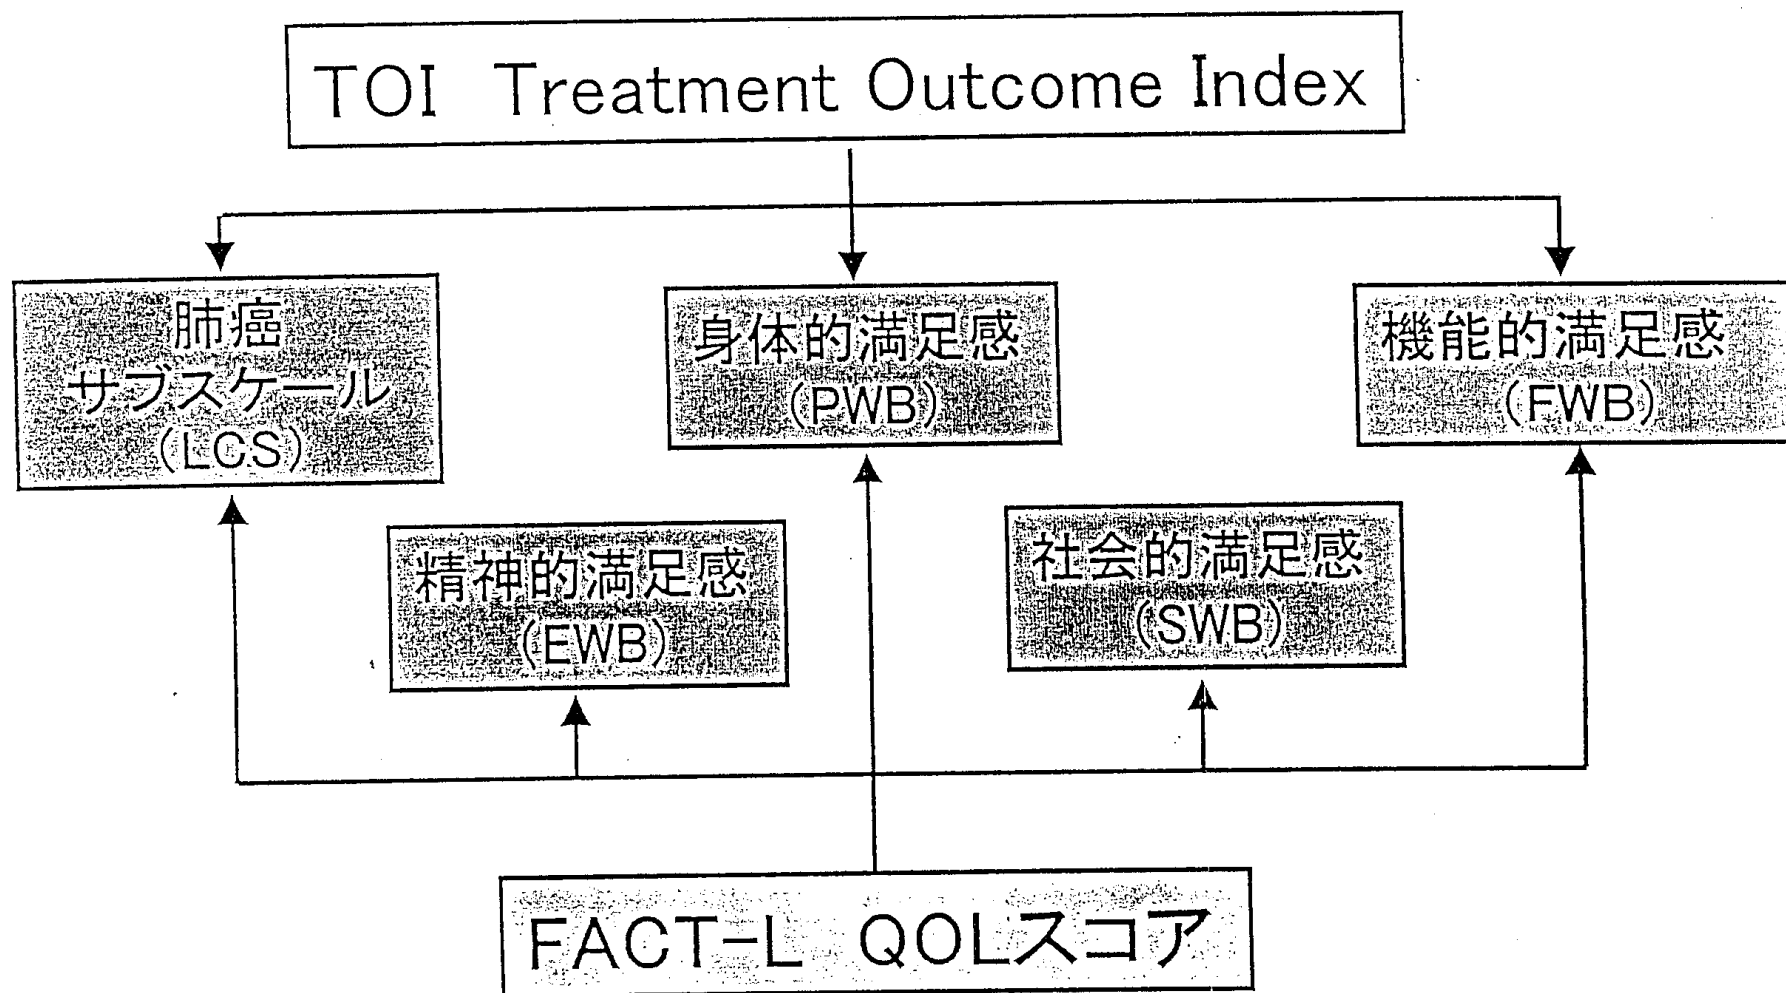 TOI Treatment Outcome Index
肺癌
サブスケール
(LCS)
身体的満足感
(PWB)
機能的満足感
(FWB)
精神的満足感
(EWB)
社会的満足感
(SWB)
FACT-L QOLスコア